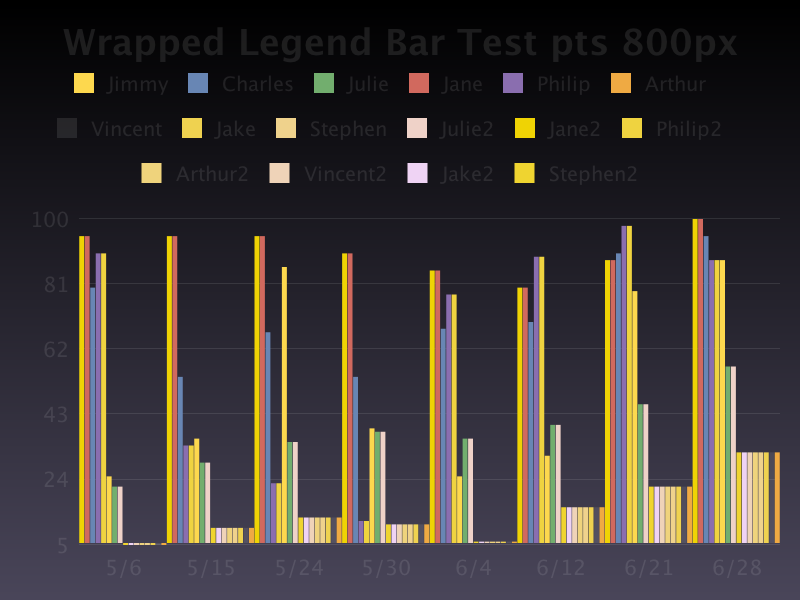 Wrapped Legend Bar Test pts 800px
Jimmy Charles Julie Jane Philip Arthur
Vincent Jake Stephen Julie2 Jane2 Philip2
Arthur2 Vincent2 Jake2 Stephen2
100
81
62
43
24
5
5/6 5/15 5/24 5/30 6/4 6/12 6/21 6/28